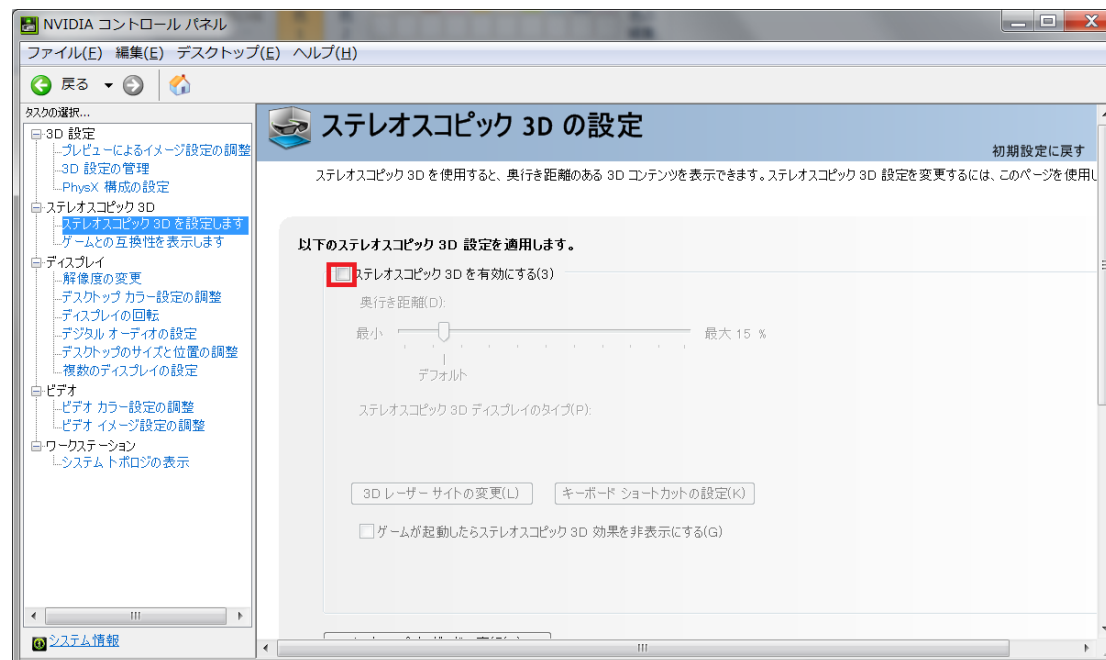 NVIDIA コントロール パネル
ファイル(F) 編集(E) デスクトップ(E) ヘルプ(H)
戻る
タスクの選択...
3D 設定
プレビューによるイメージ設定の調整
3D 設定の管理
PhysX 構成の設定
ステレオスコピック 3D
ステレオスコピック 3D を設定します
ゲームとの互換性を表示します
ディスプレイ
解像度の変更
デスクトップ カラー設定の調整
ディスプレイの回転
デジタル オーディオの設定
デスクトップのサイズと位置の調整
複数のディスプレイの設定
ビデオ
ビデオ カラー設定の調整
ビデオ イメージ設定の調整
ワークステーション
システム トポロジの表示
システム情報
ステレオスコピック 3D の設定
初期設定に戻す
ステレオスコピック 3D を使用すると、奥行き距離のある 3D コンテンツを表示できます。ステレオスコピック 3D 設定を変更するには、このページを使用し
以下のステレオスコピック 3D 設定を適用します。
ステレオスコピック 3D を有効にする(3)
奥行き距離(D):
最小 最大 15 %
デフォルト
ステレオスコピック 3D ディスプレイのタイプ(P):
3D レーザー サイトの変更(L) キーボード ショートカットの設定(K)
ゲームが起動したらステレオスコピック 3D 効果を非表示にする(G)